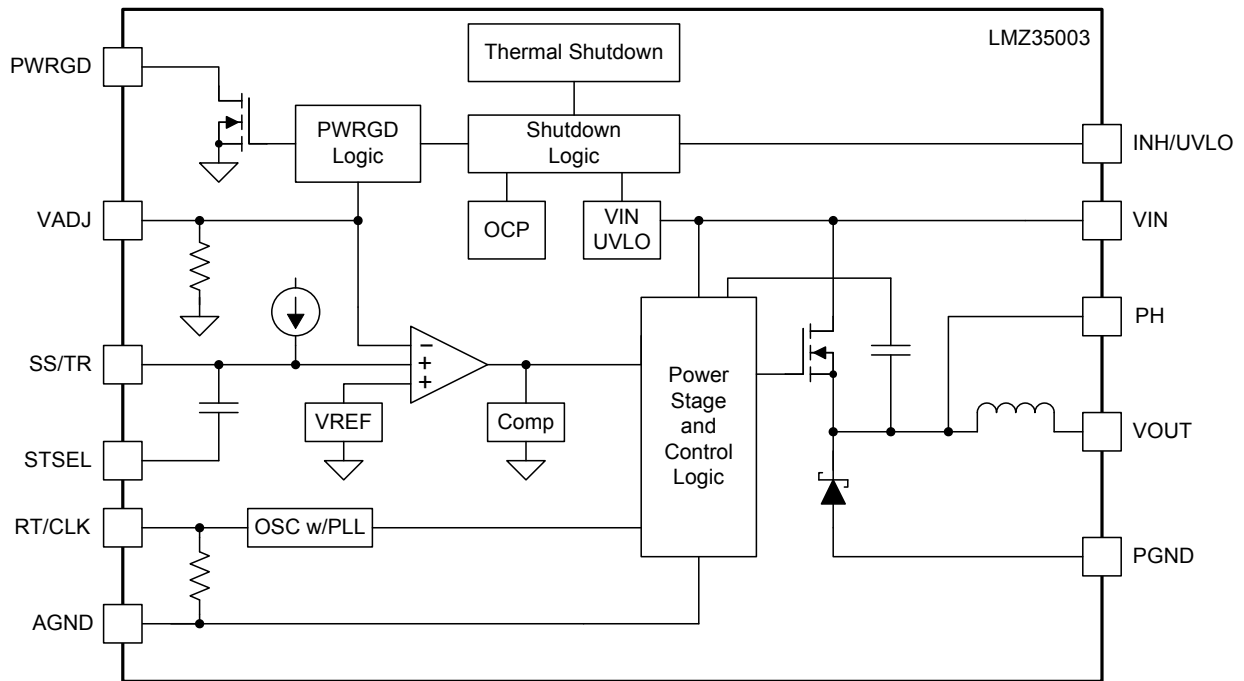 LMZ35003
Thermal Shutdown
PWRGD
PWRGD
Logic
Shutdown
Logic
INH/UVLO
VADJ
OCP
VIN
UVLO
VIN
PH
SS/TR
−
+
+
Power
Stage
and
Control
Logic
VREF
Comp
VOUT
STSEL
RT/CLK
OSC w/PLL
PGND
AGND